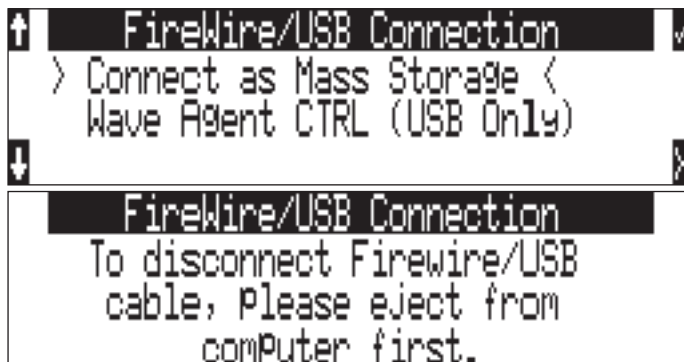 FireWire/USB Connection
> Connect as Mass Storage <
Wave Agent CTRL (USB Only)
FireWire/USB Connection
To disconnect Firewire/USB
cable, Please eject from
computer first.